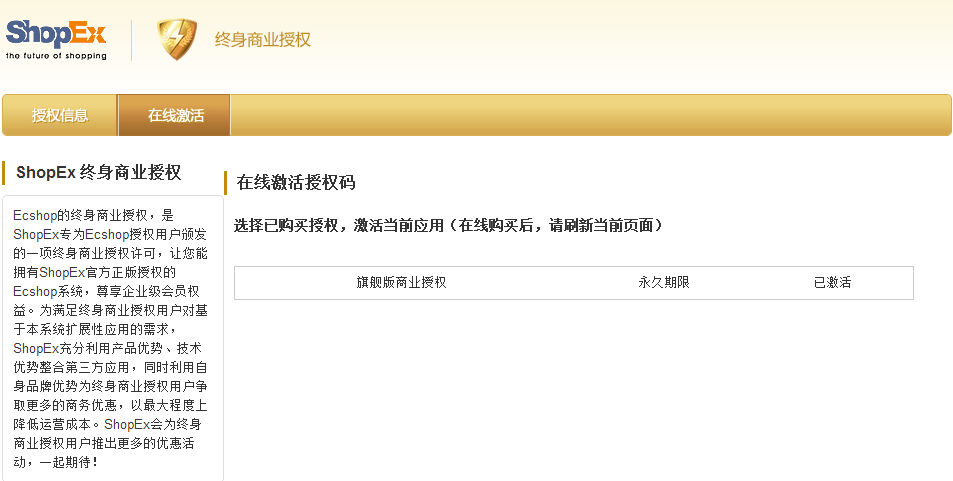 ShopEx
the future of shopping
终身商业授权
授权信息
在线激活
ShopEx 终身商业授权
Ecshop的终身商业授权，是
ShopEx专为Ecshop授权用户颁发
的一项终身商业授权许可，让您能
拥有ShopEx官方正版授权的
Ecshop系统，尊享企业级会员权
益。为满足终身商业授权用户对基
于本系统扩展性应用的需求，
ShopEx充分利用产品优势、技术
优势整合第三方应用，同时利用自
身品牌优势为终身商业授权用户争
取更多的商务优惠，以最大程度上
降低运营成本。ShopEx会为终身
商业授权用户推出更多的优惠活
动，一起期待！
在线激活授权码
选择已购买授权，激活当前应用（在线购买后，请刷新当前页面）
旗舰版商业授权 永久期限 已激活